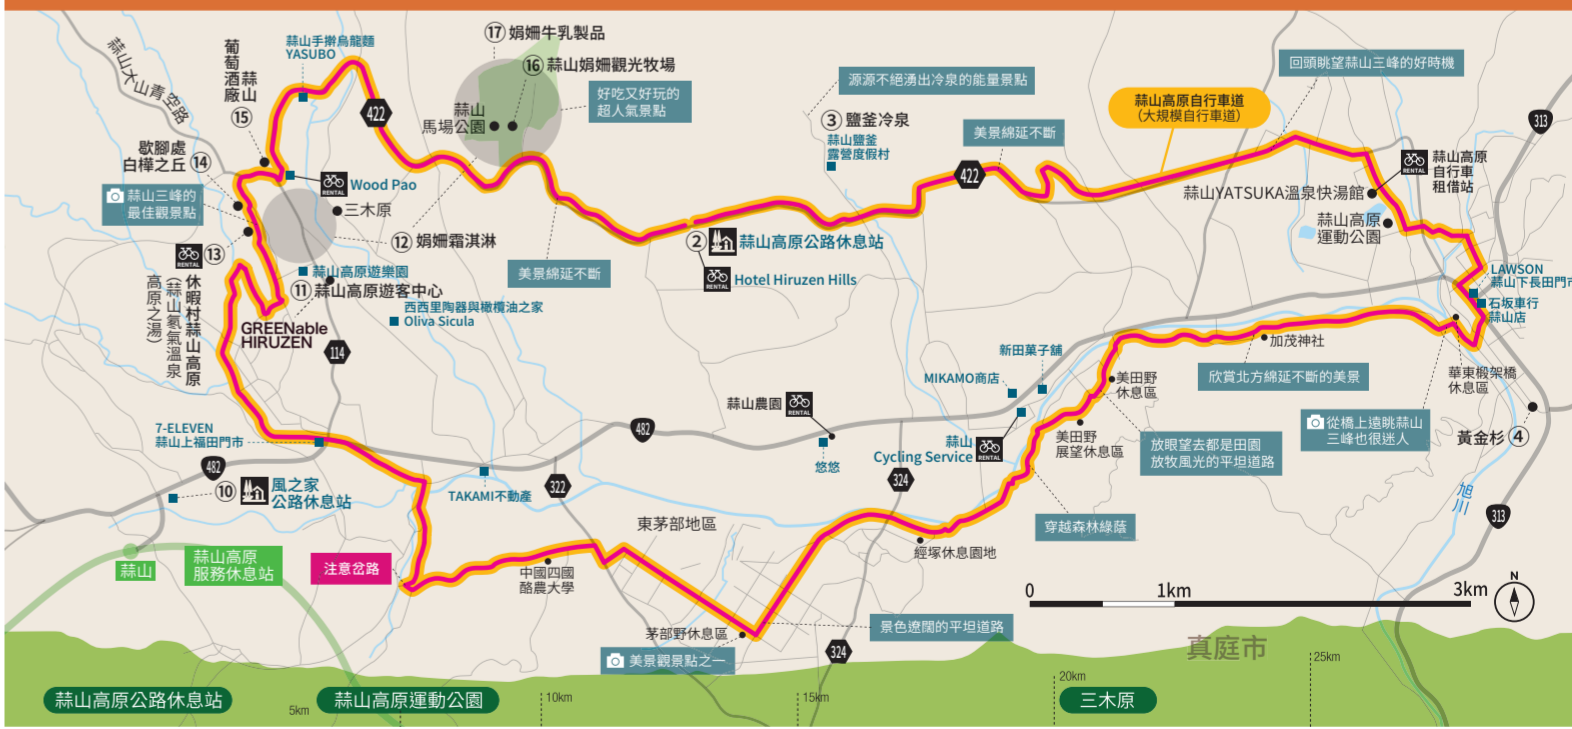 ⑰ 娟姗牛乳製品
⑯ 蒜山娟姗觀光牧場
好吃又好玩的
超人氣景點
蒜山
馬場公園
蒜山手擀烏龍麵
YASUBO
蒜山大山青空路
蒜山
葡萄酒廠
⑮
422
歇腳處
白樺之丘 ⑭
蒜山三峰的
最佳觀景點
RENTAL
Wood Pao
三木原
⑫ 娟姗霜淇淋
RENTAL
⑬
休暇村蒜山高原
（蒜山氡氣溫泉
高原之湯）
蒜山高原遊樂園
⑪ 蒜山高原遊客中心
GREENable
HIRUZEN
西西里陶器與橄欖油之家
Oliva Sicula
114
美景綿延不斷
源源不絕湧出冷泉的能量景點
③ 鹽釜冷泉
蒜山鹽釜
露營度假村
美景綿延不斷
422
② 蒜山高原公路休息站
RENTAL
Hotel Hiruzen Hills
蒜山高原自行車道
（大規模自行車道）
回頭眺望蒜山三峰的好時機
313
RENTAL
蒜山高原
自行車
租借站
蒜山YATSUKA溫泉快湯館
蒜山高原
運動公園
LAWSON
蒜山下長田門市
石坂車行
蒜山店
加茂神社
欣賞北方綿延不斷的美景
華東椴架橋
休息區
從橋上遠眺蒜山
三峰也很迷人
黃金杉 ④
旭川
313
新田菓子舖
MIKAMO商店
美田野
休息區
美田野
展望休息區
放眼望去都是田園
放牧風光的平坦道路
蒜山農園
RENTAL
482
悠悠
蒜山
Cycling Service
RENTAL
324
穿越森林綠蔭
7-ELEVEN
蒜山上福田門市
482
⑩ 風之家
公路休息站
TAKAMI不動產
322
東茅部地區
經塚休息園地
蒜山
蒜山高原
服務休息站
注意岔路
中國四國
酪農大學
茅部野休息區
美景觀景點之一
景色遼闊的平坦道路
324
0
1km
3km
N
真庭市
蒜山高原公路休息站
5km
蒜山高原運動公園
10km
15km
20km
三木原
25km